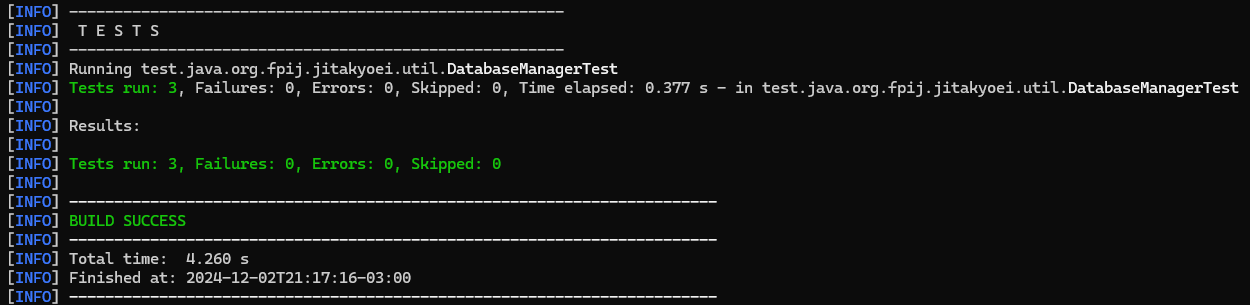 [INFO] -------------------------------------------------------
[INFO]  T E S T S
[INFO] -------------------------------------------------------
[INFO] Running test.java.org.fpij.jitakyoei.util.DatabaseManagerTest
[INFO] Tests run: 3, Failures: 0, Errors: 0, Skipped: 0, Time elapsed: 0.377 s - in test.java.org.fpij.jitakyoei.util.DatabaseManagerTest
[INFO]
[INFO] Results:
[INFO]
[INFO] Tests run: 3, Failures: 0, Errors: 0, Skipped: 0
[INFO]
[INFO] ------------------------------------------------------------------------
[INFO] BUILD SUCCESS
[INFO] ------------------------------------------------------------------------
[INFO] Total time:  4.260 s
[INFO] Finished at: 2024-12-02T21:17:16-03:00
[INFO] ------------------------------------------------------------------------